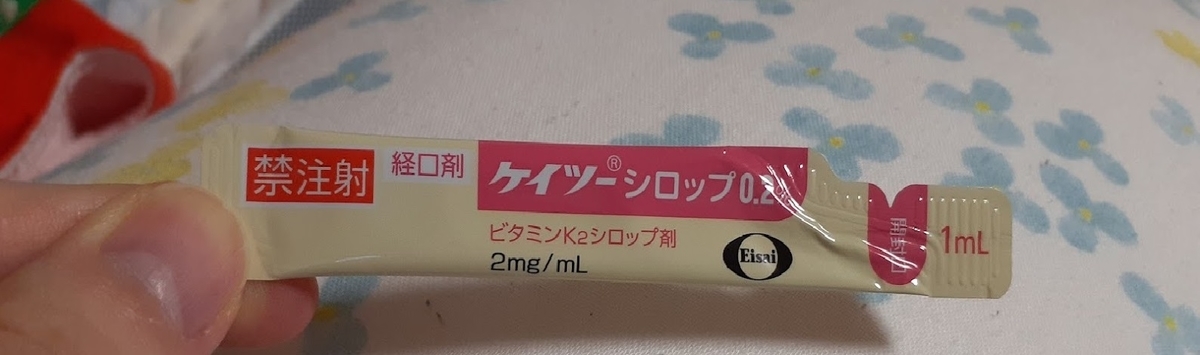 禁注射
経口剤
ケイツー®シロップ0.2%
ビタミンK2シロップ剤
2mg/mL
Eisai
開封口
1mL